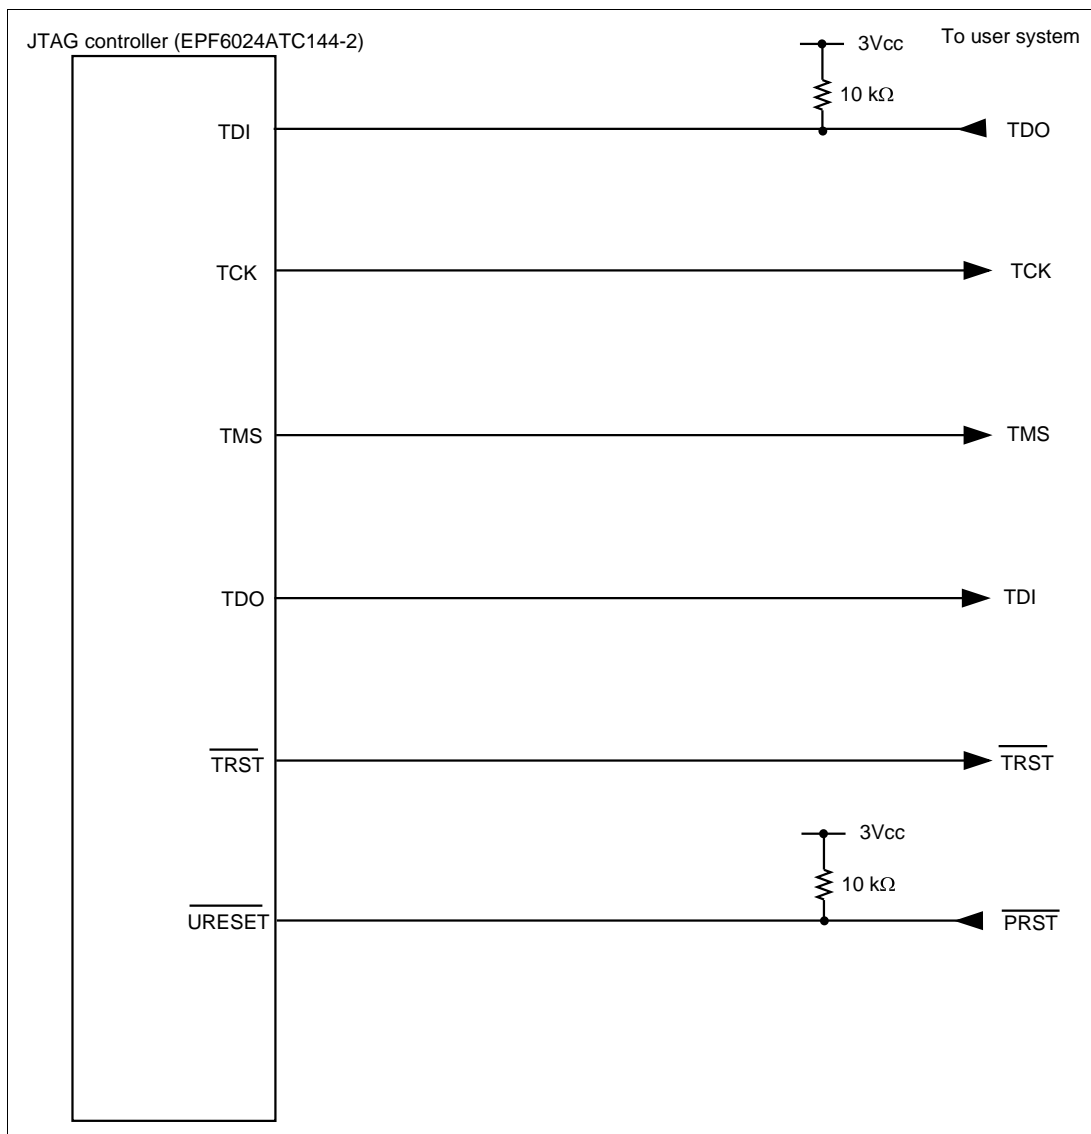 JTAG controller (EPF6024ATC144-2)
3Vcc
To user system
10 kΩ
TDI
TDO
TCK
TCK
TMS
TMS
TDO
TDI
TRST
TRST
3Vcc
10 kΩ
URESET
PRST